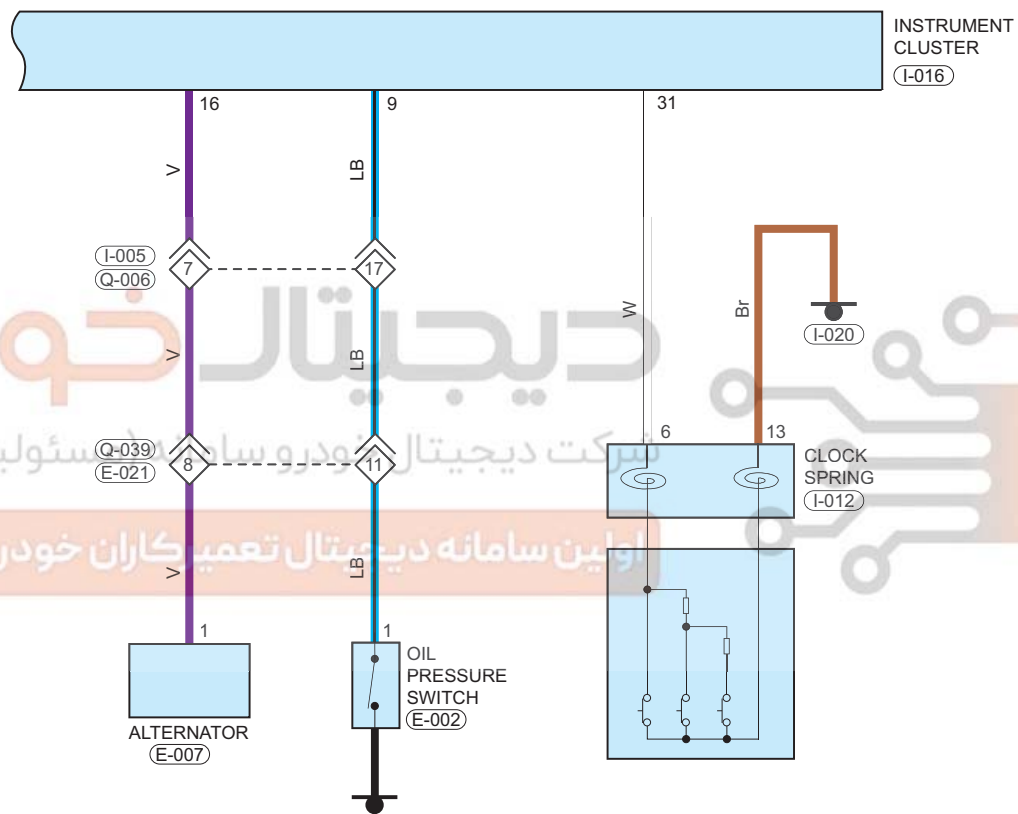 INSTRUMENT
CLUSTER
I-016
16
9
31
V
LB
I-005
Q-006
7
17
W
Br
I-020
دیجیتال خودرو
V
LB
Q-039
E-021
8
11
6
13
شرکت دیجیتال خودرو سامانه (مسئولی
CLOCK
SPRING
I-012
اولین سامانه دیجیتال تعمیرکاران خودر
V
LB
1
1
OIL
PRESSURE
SWITCH
E-002
ALTERNATOR
E-007